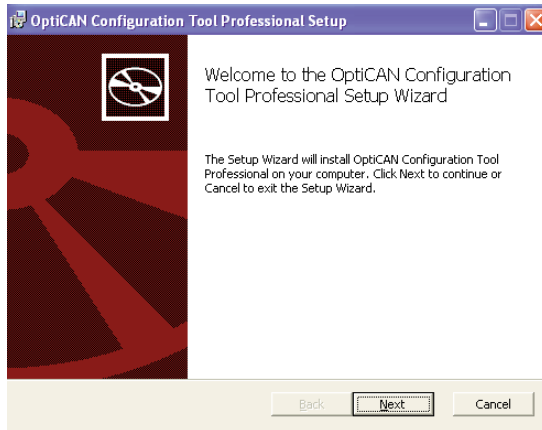 OptiCAN Configuration Tool Professional Setup
Welcome to the OptiCAN Configuration
Tool Professional Setup Wizard
The Setup Wizard will install OptiCAN Configuration Tool
Professional on your computer. Click Next to continue or
Cancel to exit the Setup Wizard.
Back Next Cancel